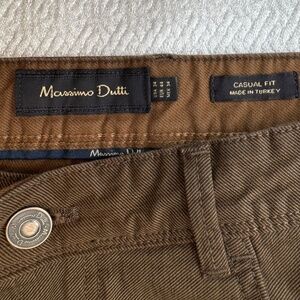 Massimo Dutti
CASUAL FIT
MADE IN TURKEY
Massimo Dutti